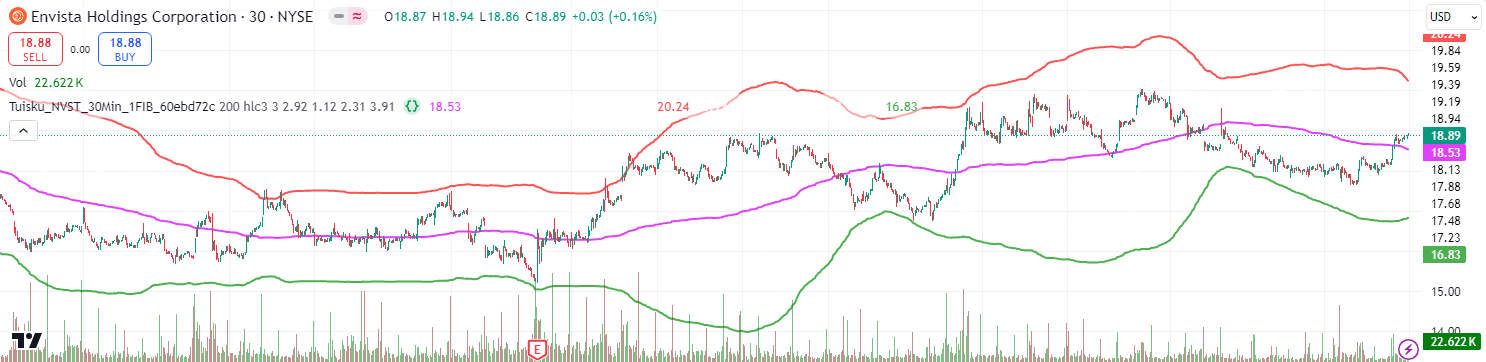 Envista Holdings Corporation · 30 · NYSE O18.87 H18.94 L18.86 C18.89 +0.03 (+0.16%)
USD
18.88 SELL
0.00
18.88 BUY
Vol 22.622 K
Tuisku_NVST_30Min_1FIB_60ebd72c 200 hlc3 3 2.92 1.12 2.31 3.91 {} 18.53 20.24 16.83
20.24
19.84
19.59
19.39
19.19
18.94
18.89
18.53
18.13
17.88
17.68
17.48
17.23
16.83
15.00
14.00
22.622 K
E